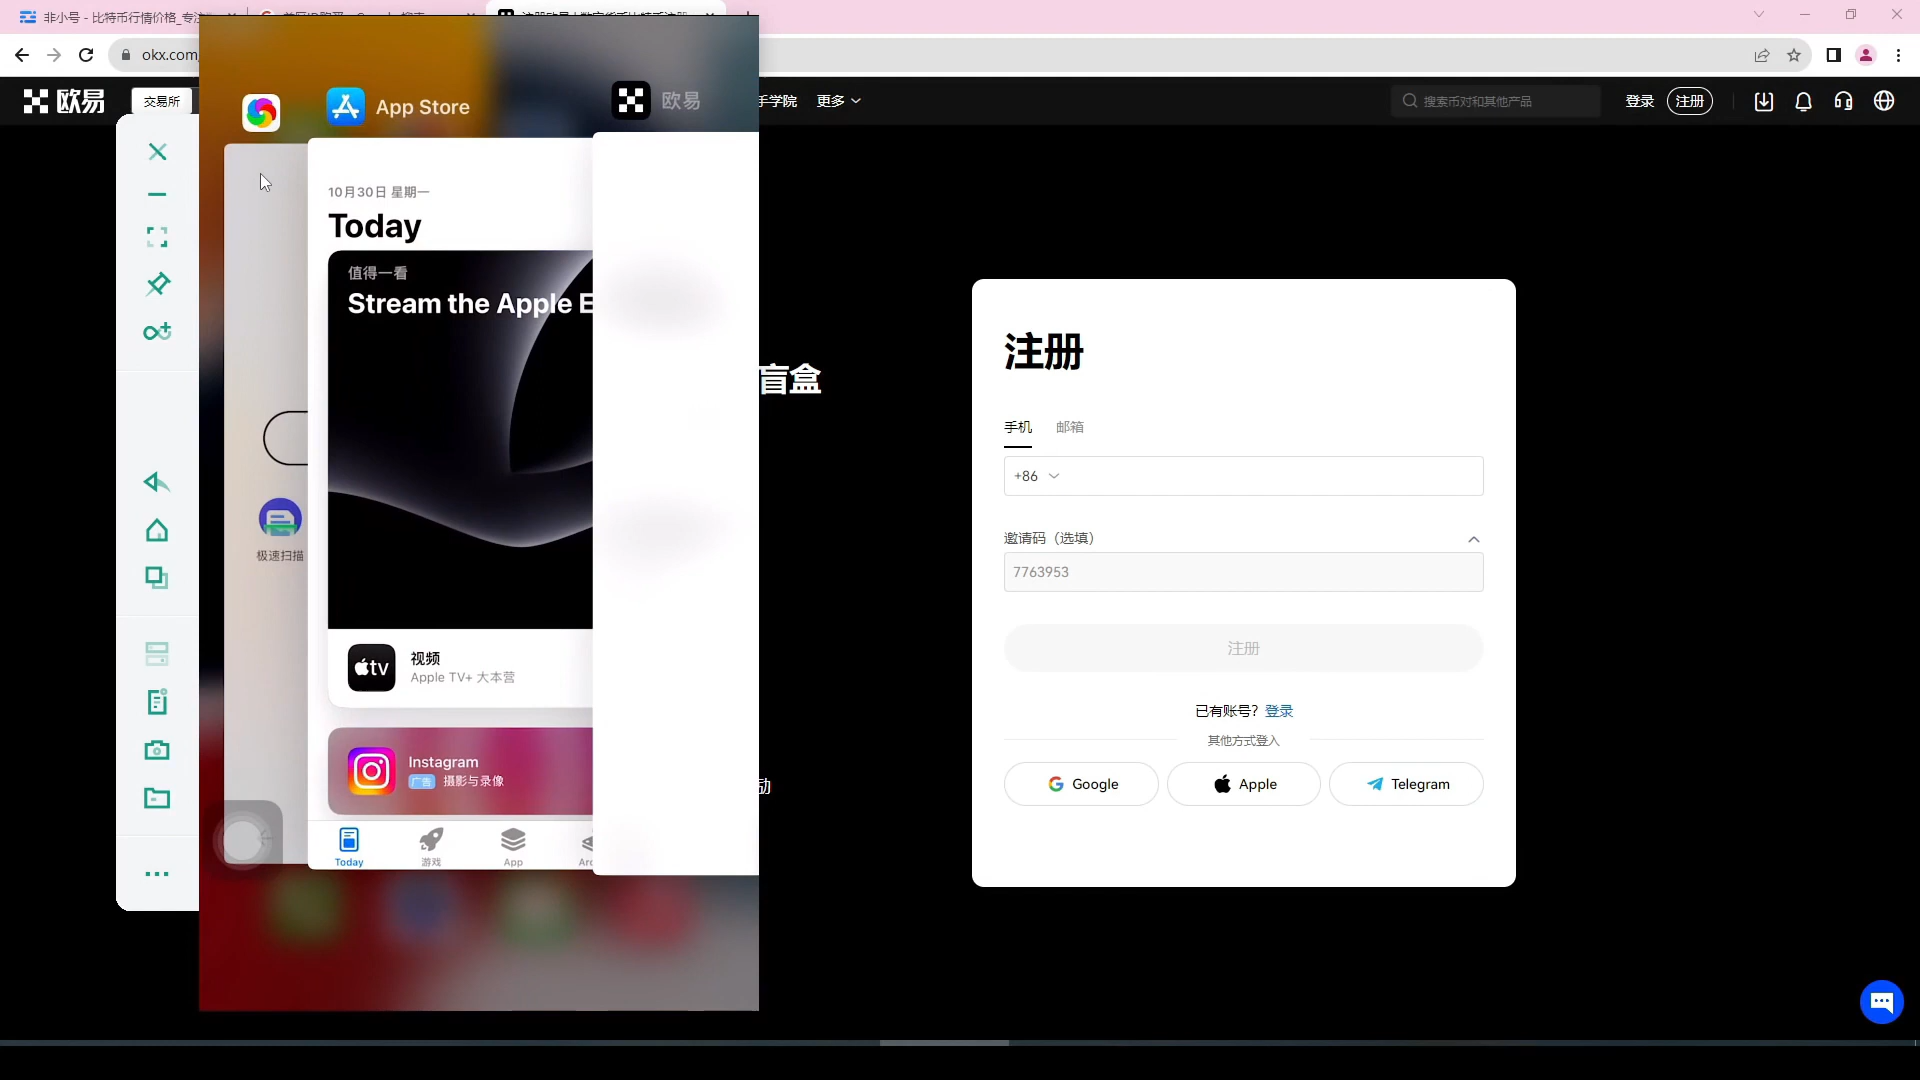 非小号 - 比特币行情价格_专注
okx.com
欧易
交易所
学院
更多
搜索币对和其他产品
登录
注册
App Store
欧易
10月30日 星期一
Today
值得一看
Stream the Apple E
视频
Apple TV+ 大本营
Instagram
广告 摄影与录像
Today
游戏
App
Arc
极速扫描
盲盒
励
注册
手机
邮箱
+86
邀请码（选填）
7763953
注册
已有账号？登录
其他方式登入
Google
Apple
Telegram